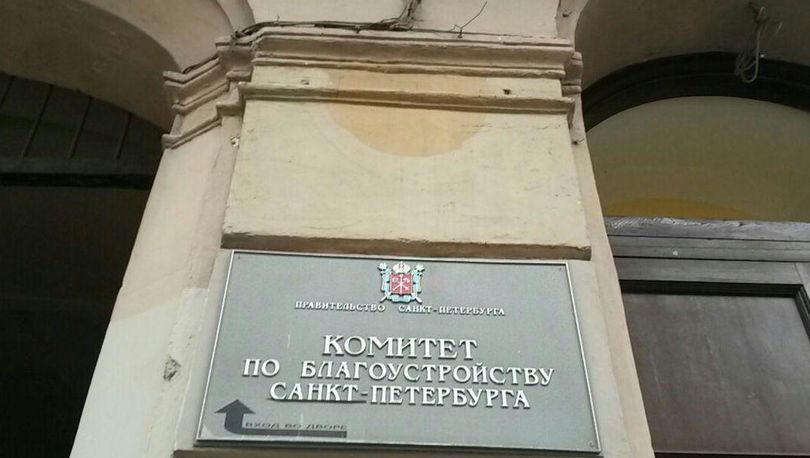 ПРАВИТЕЛЬСТВО САНКТ-ПЕТЕРБУРГА
КОМИТЕТ
ПО БЛАГОУСТРОЙСТВУ
САНКТ-ПЕТЕРБУРГА
ВХОД ВО ДВОРЕ